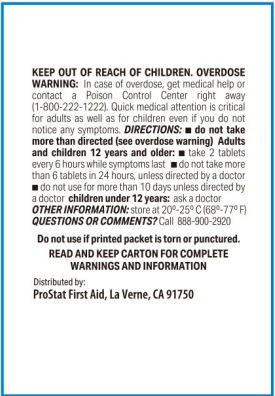 KEEP OUT OF REACH OF CHILDREN. OVERDOSE
WARNING: In case of overdose, get medical help or
contact a Poison Control Center right away
(1-800-222-1222). Quick medical attention is critical
for adults as well as for children even if you do not
notice any symptoms. DIRECTIONS: ■ do not take
more than directed (see overdose warning) Adults
and children 12 years and older: ■ take 2 tablets
every 6 hours while symptoms last ■ do not take more
than 6 tablets in 24 hours, unless directed by a doctor
■ do not use for more than 10 days unless directed by
a doctor children under 12 years: ask a doctor
OTHER INFORMATION: store at 20º-25º C (68º-77º F)
QUESTIONS OR COMMENTS? Call 888-900-2920
Do not use if printed packet is torn or punctured.
READ AND KEEP CARTON FOR COMPLETE
WARNINGS AND INFORMATION
Distributed by:
ProStat First Aid, La Verne, CA 91750